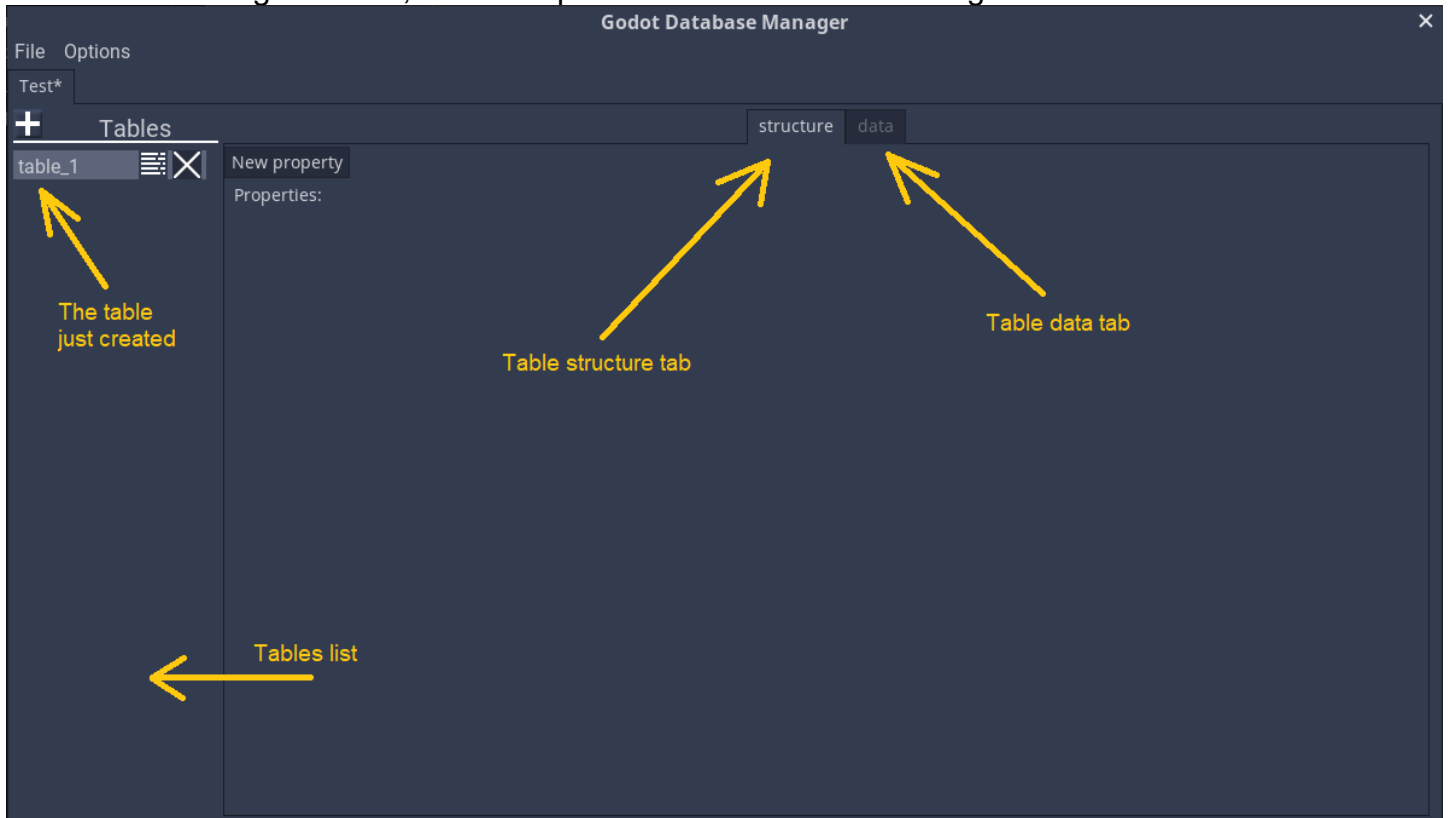 Godot Database Manager
File Options
Test*
Tables
structure data
table_1
New property
Properties:
The table
just created
Table data tab
Table structure tab
Tables list